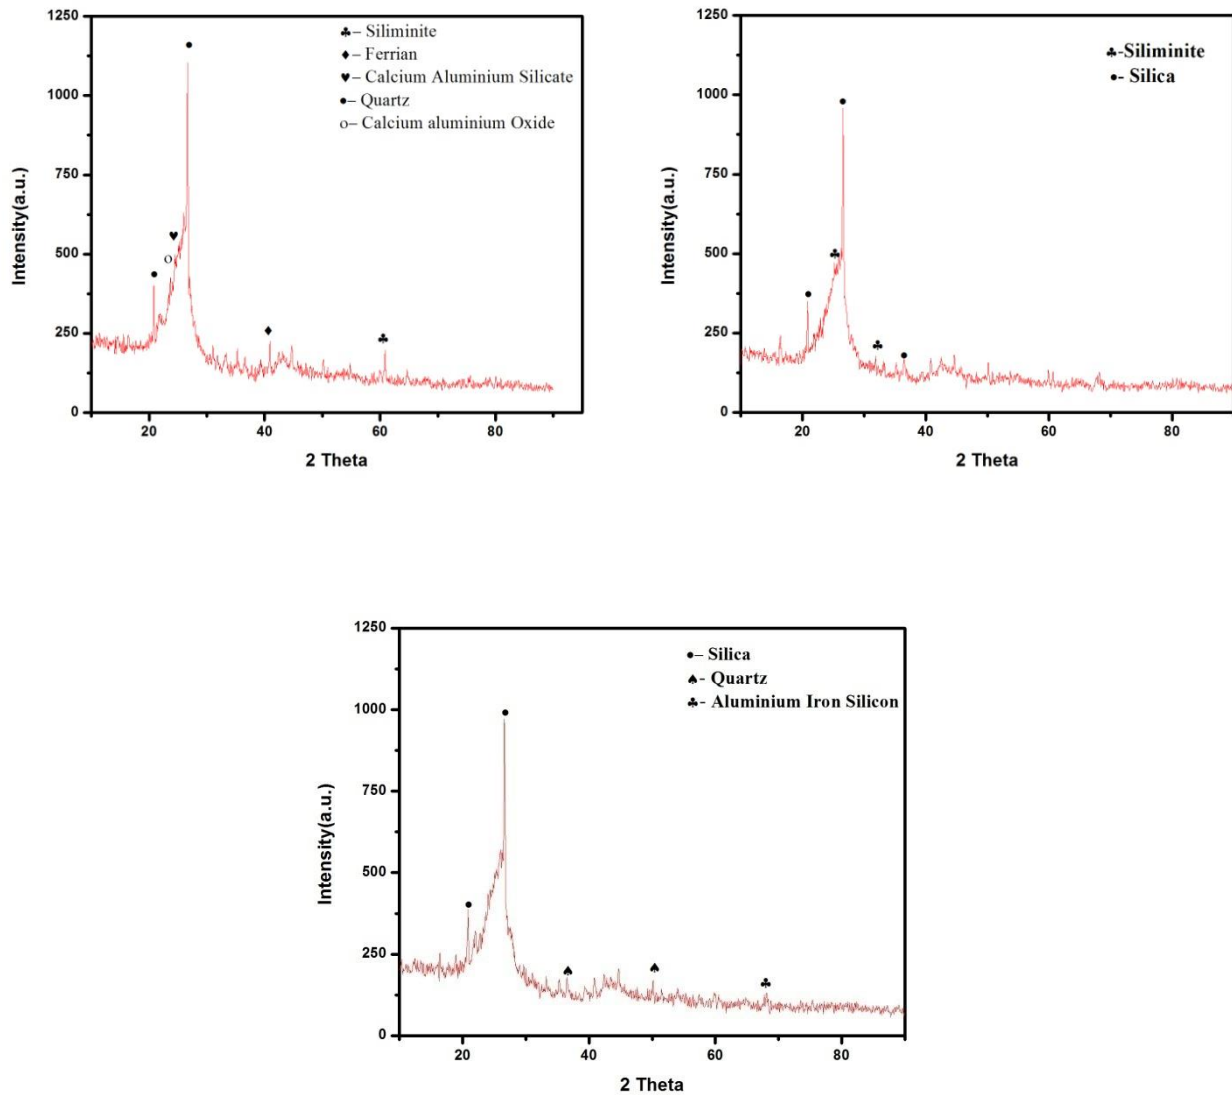 1250
1000
750
500
250
0
Intensity(a.u.)
♣– Siliminite
♦– Ferrian
♥– Calcium Aluminium Silicate
●– Quartz
o– Calcium aluminium Oxide
20 40 60 80
2 Theta
1250
1000
750
500
250
0
Intensity(a.u.)
♣-Siliminite
●- Silica
20 40 60 80
2 Theta
1250
1000
750
500
250
0
Intensity(a.u.)
●– Silica
♠- Quartz
♣- Aluminium Iron Silicon
20 40 60 80
2 Theta